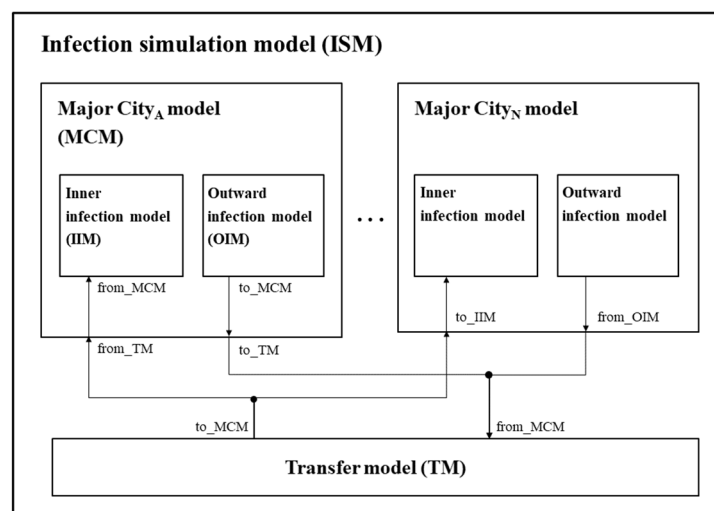 Infection simulation model (ISM)
Major CityA model
(MCM)
Inner
infection model
(IIM)
Outward
infection model
(OIM)
from_MCM
to_MCM
from_TM
to_TM
...
Major CityN model
Inner
infection model
Outward
infection model
to_IIM
from_OIM
to_MCM
from_MCM
Transfer model (TM)